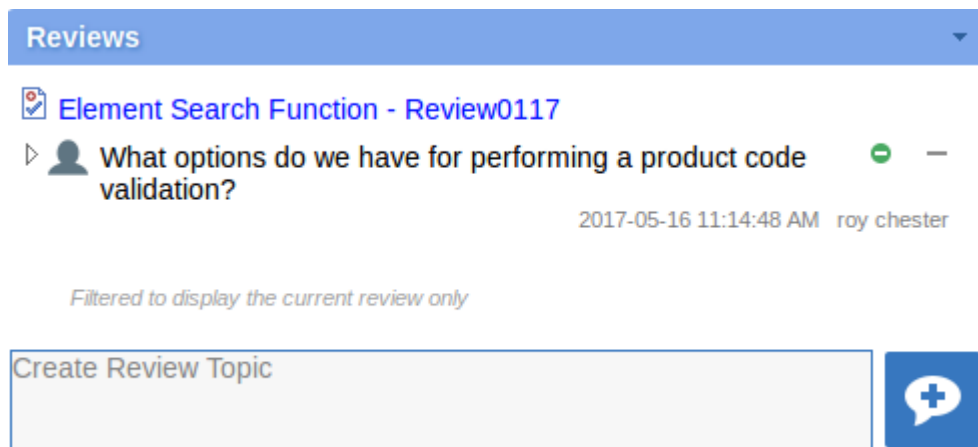 Reviews
Element Search Function - Review0117
What options do we have for performing a product code
validation?
2017-05-16 11:14:48 AM roy chester
Filtered to display the current review only
Create Review Topic